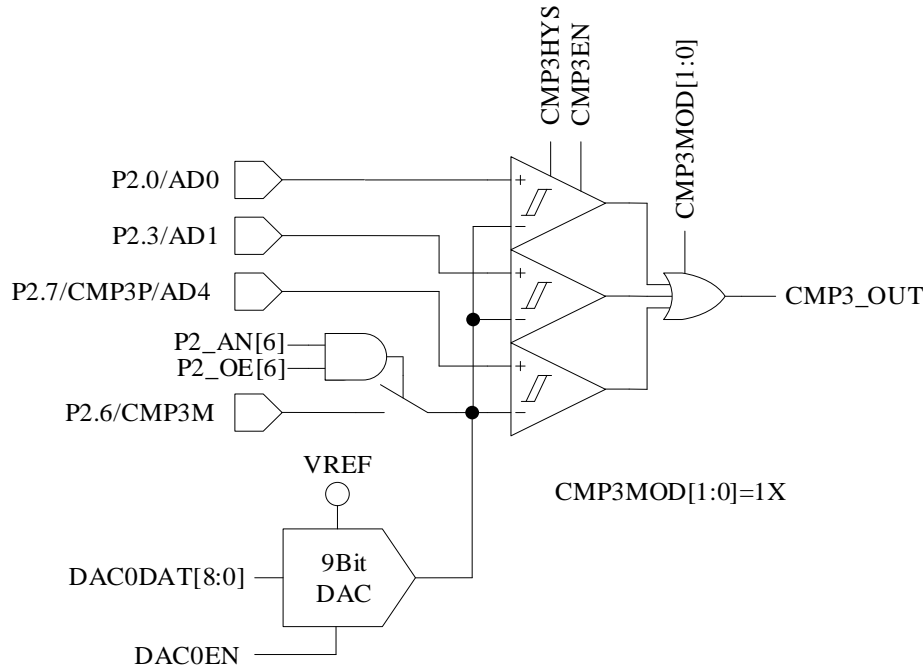 CMP3HYS
CMP3EN
CMP3MOD[1:0]
P2.0/AD0
+
-
P2.3/AD1
+
-
P2.7/CMP3P/AD4
+
-
CMP3_OUT
P2_AN[6]
P2_OE[6]
P2.6/CMP3M
VREF
CMP3MOD[1:0]=1X
DAC0DAT[8:0]
9Bit
DAC
DAC0EN